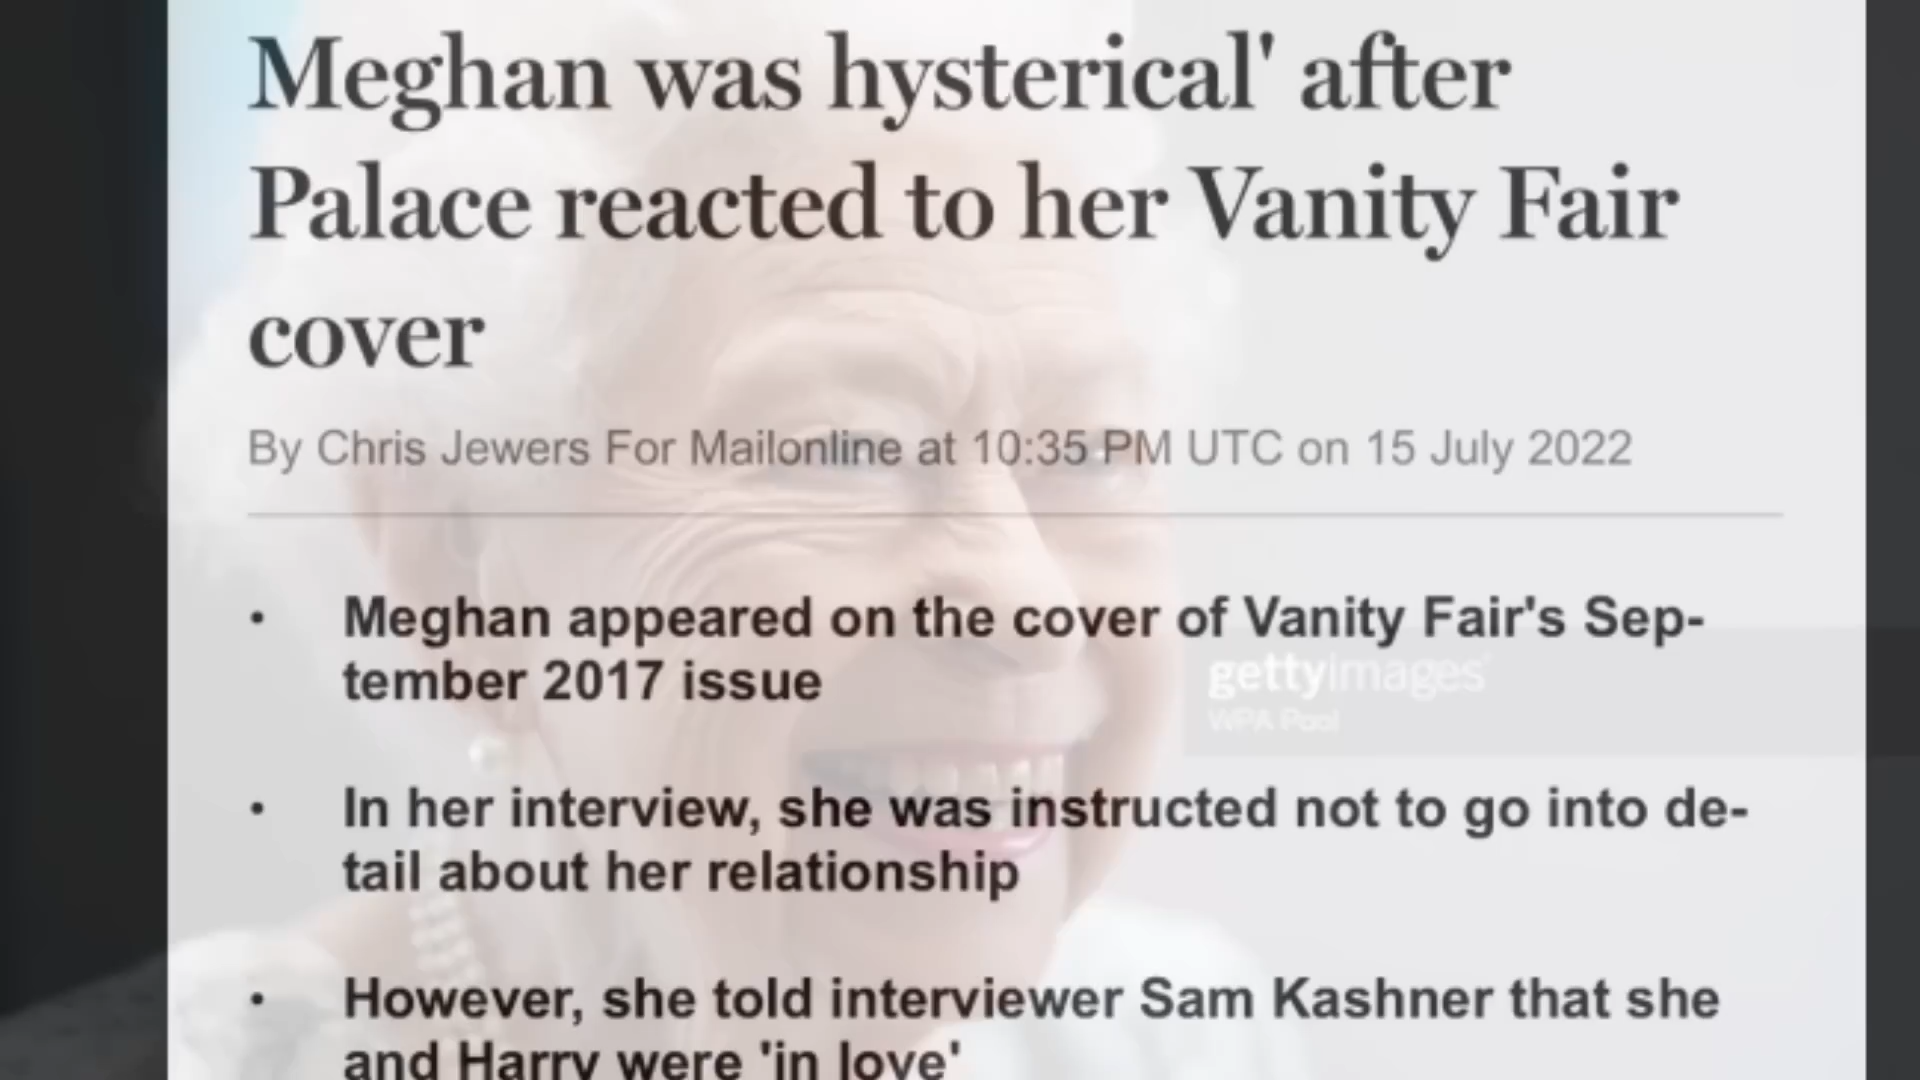 Meghan was hysterical' after
Palace reacted to her Vanity Fair
cover
By Chris Jewers For Mailonline at 10:35 PM UTC on 15 July 2022
• Meghan appeared on the cover of Vanity Fair's Sep-
tember 2017 issue
gettyimages®
WPA Pool
• In her interview, she was instructed not to go into de-
tail about her relationship
• However, she told interviewer Sam Kashner that she
and Harry were 'in love'